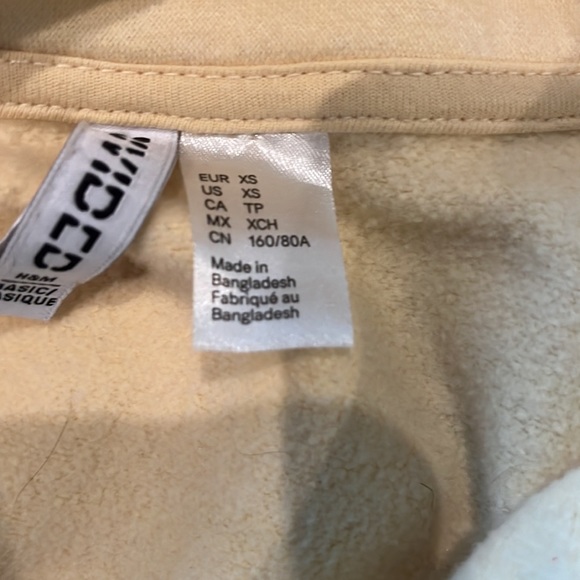 DIVIDED
H&M
BASIC/
BASIQUE
EUR XS
US XS
CA TP
MX XCH
CN 160/80A
Made in
Bangladesh
Fabriqué au
Bangladesh